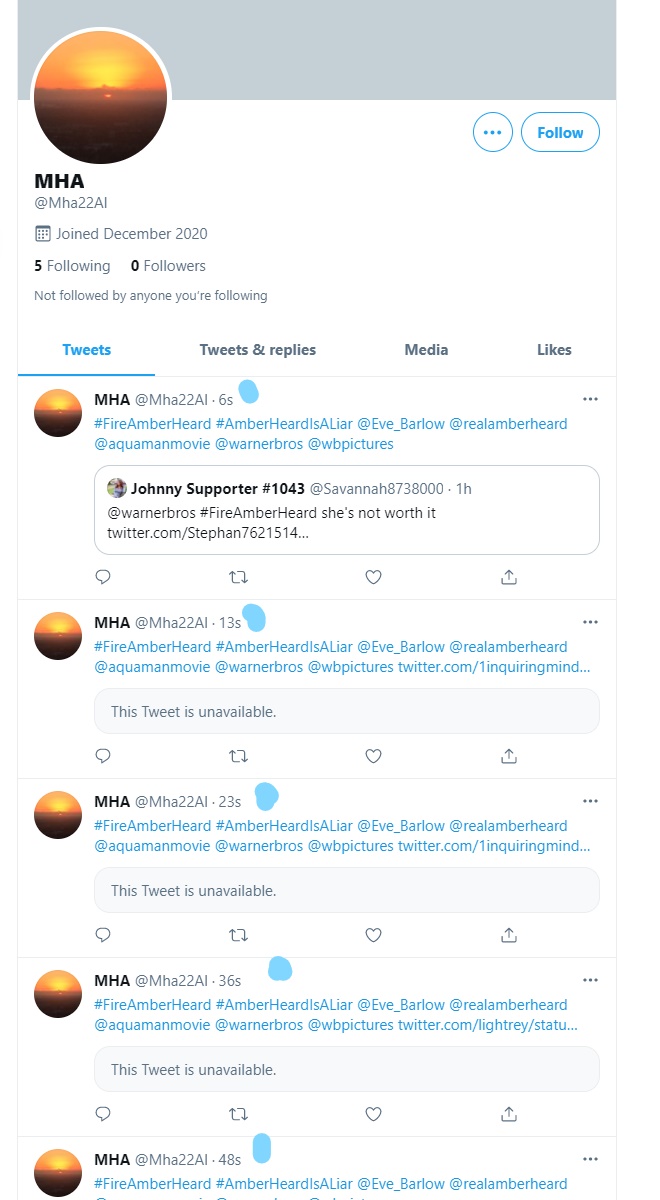 Follow
MHA
@Mha22Al
Joined December 2020
5 Following 0 Followers
Not followed by anyone you're following
Tweets Tweets & replies Media Likes
MHA @Mha22Al · 6s
#FireAmberHeard #AmberHeardIsALiar @Eve_Barlow @realamberheard
@aquamanmovie @warnerbros @wbpictures
Johnny Supporter #1043 @Savannah8738000 · 1h
@warnerbros #FireAmberHeard she's not worth it
twitter.com/Stephan7621514...
MHA @Mha22Al · 13s
#FireAmberHeard #AmberHeardIsALiar @Eve_Barlow @realamberheard
@aquamanmovie @warnerbros @wbpictures twitter.com/1inquiringmind...
This Tweet is unavailable.
MHA @Mha22Al · 23s
#FireAmberHeard #AmberHeardIsALiar @Eve_Barlow @realamberheard
@aquamanmovie @warnerbros @wbpictures twitter.com/1inquiringmind...
This Tweet is unavailable.
MHA @Mha22Al · 36s
#FireAmberHeard #AmberHeardIsALiar @Eve_Barlow @realamberheard
@aquamanmovie @warnerbros @wbpictures twitter.com/lightrey/statu...
This Tweet is unavailable.
MHA @Mha22Al · 48s
#FireAmberHeard #AmberHeardIsALiar @Eve_Barlow @realamberheard